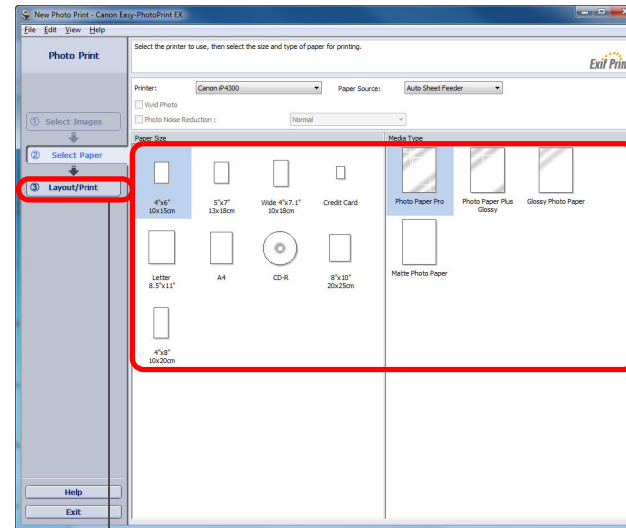 New Photo Print - Canon Easy-PhotoPrint EX
File Edit View Help
Photo Print
Select the printer to use, then select the size and type of paper for printing.
Exif Prin
Printer: Canon iP4300 Paper Source: Auto Sheet Feeder
Vivid Photo
Photo Noise Reduction : Normal
① Select Images
② Select Paper
③ Layout/Print
Paper Size
4"x6"
10x15cm
5"x7"
13x18cm
Wide 4"x7.1"
10x18cm
Credit Card
Letter
8.5"x11"
A4
CD-R
8"x10"
20x25cm
4"x8"
10x20cm
Media Type
Photo Paper Pro
Photo Paper Plus
Glossy
Glossy Photo Paper
Matte Photo Paper
Help
Exit